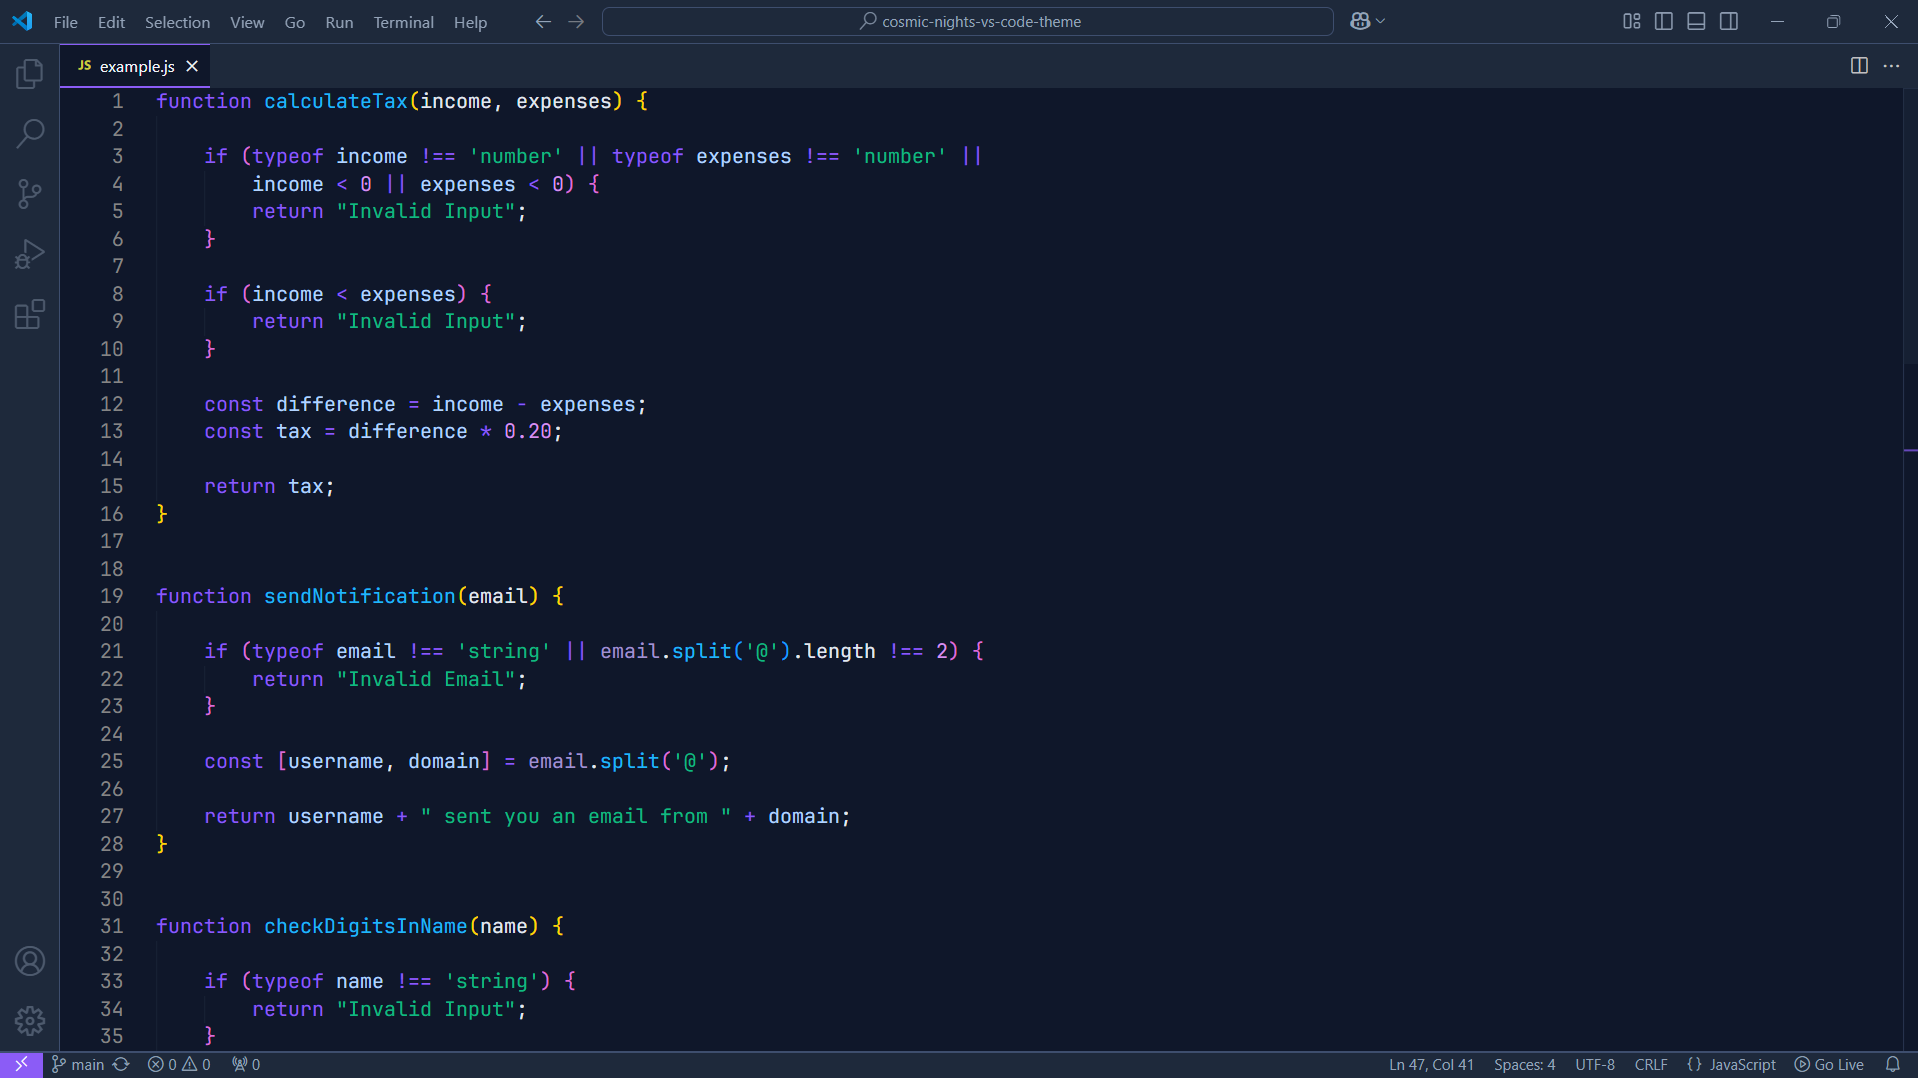 File Edit Selection View Go Run Terminal Help cosmic-nights-vs-code-theme
JS example.js
1 function calculateTax(income, expenses) {
2
3     if (typeof income !== 'number' || typeof expenses !== 'number' ||
4         income < 0 || expenses < 0) {
5         return "Invalid Input";
6     }
7
8     if (income < expenses) {
9         return "Invalid Input";
10     }
11
12     const difference = income - expenses;
13     const tax = difference * 0.20;
14
15     return tax;
16 }
17
18
19 function sendNotification(email) {
20
21     if (typeof email !== 'string' || email.split('@').length !== 2) {
22         return "Invalid Email";
23     }
24
25     const [username, domain] = email.split('@');
26
27     return username + " sent you an email from " + domain;
28 }
29
30
31 function checkDigitsInName(name) {
32
33     if (typeof name !== 'string') {
34         return "Invalid Input";
35     }
main 0 0 0 Ln 47, Col 41 Spaces: 4 UTF-8 CRLF {} JavaScript Go Live